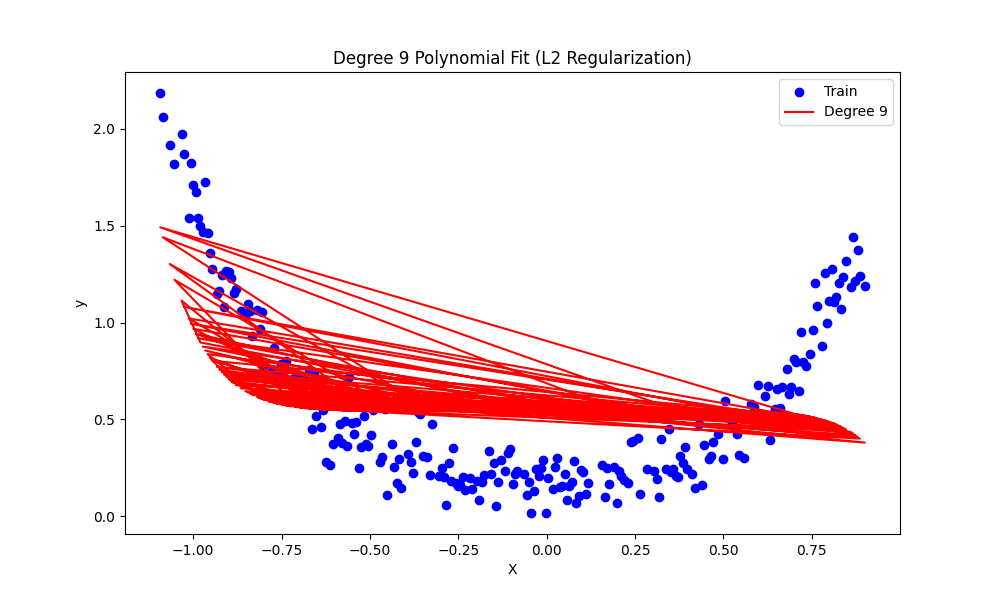 Degree 9 Polynomial Fit (L2 Regularization)
Train
Degree 9
2.0
1.5
1.0
0.5
0.0
y
−1.00 −0.75 −0.50 −0.25 0.00 0.25 0.50 0.75
X